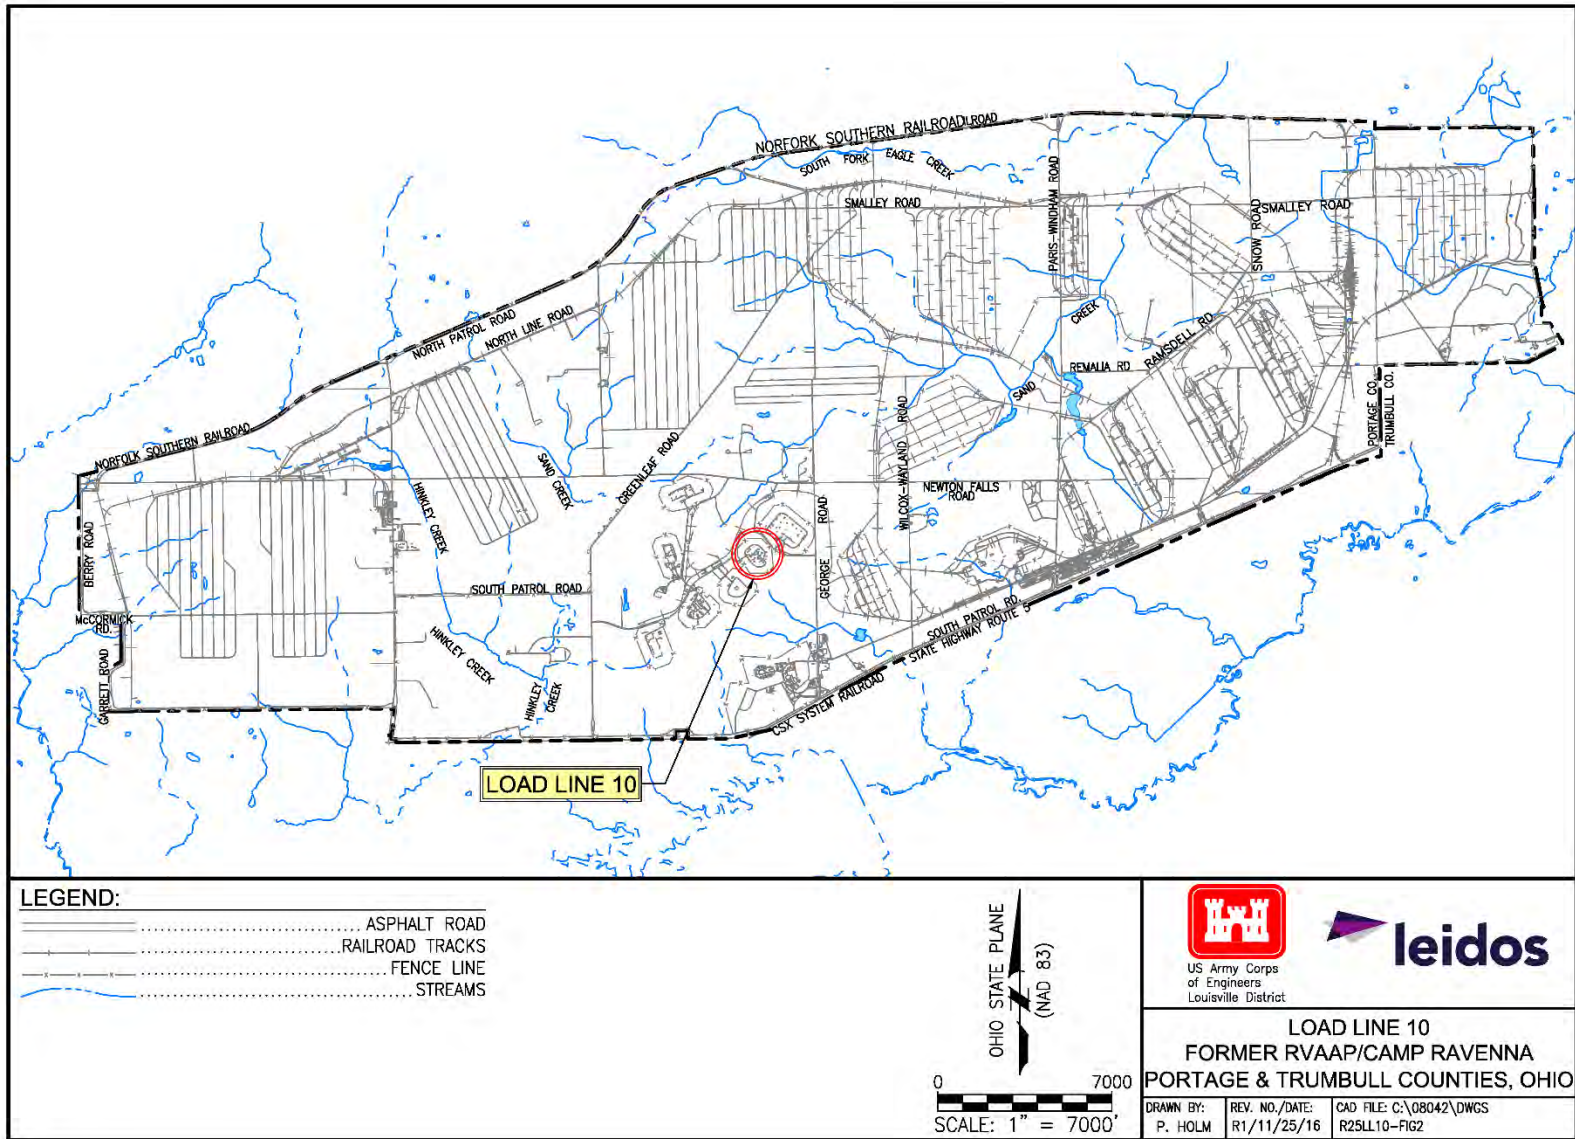 NORFORK SOUTHERN RAILROAD
ILROAD
SOUTH FORK EAGLE CREEK
SMALLEY ROAD
PARIS-WINDHAM ROAD
SNOW ROAD
SMALLEY ROAD
NORTH PATROL ROAD
NORTH LINE ROAD
CREEK
SAND
REMALIA RD
RAMSDELL RD
PORTAGE CO.
TRUMBULL CO.
NORFOLK SOUTHERN RAILROAD
GREENLEAF ROAD
SAND CREEK
HINKLEY CREEK
WILCOX-WAYLAND ROAD
NEWTON FALLS
ROAD
GEORGE ROAD
BERRY ROAD
SOUTH PATROL ROAD
McCORMICK
RD.
GARRETT ROAD
HINKLEY CREEK
HINKLEY
CREEK
SOUTH PATROL RD.
STATE HIGHWAY ROUTE 5
CSX SYSTEM RAILROAD
LOAD LINE 10
LEGEND:
ASPHALT ROAD
RAILROAD TRACKS
FENCE LINE
STREAMS
OHIO STATE PLANE
(NAD 83)
0 7000
SCALE: 1" = 7000'
US Army Corps
of Engineers
Louisville District
leidos
LOAD LINE 10
FORMER RVAAP/CAMP RAVENNA
PORTAGE & TRUMBULL COUNTIES, OHIO
DRAWN BY:
P. HOLM
REV. NO./DATE:
R1/11/25/16
CAD FILE: C:\08042\DWGS
R25LL10-FIG2